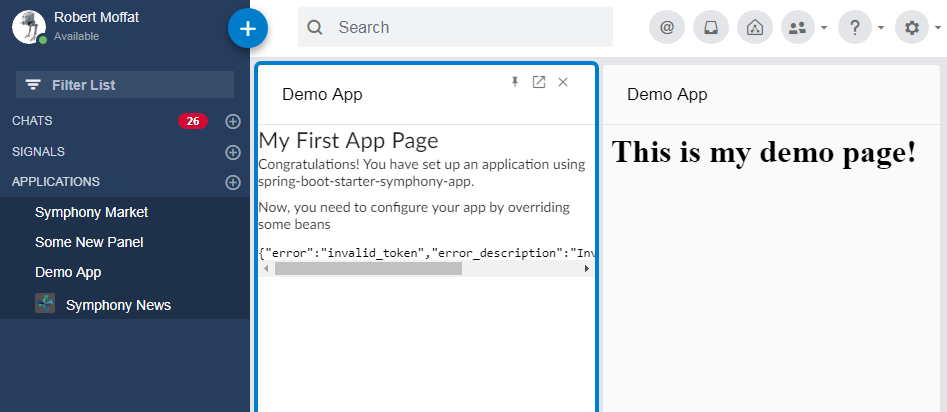 Robert Moffat
Available
+
Search
@
?
Filter List
CHATS
26
SIGNALS
APPLICATIONS
Symphony Market
Some New Panel
Demo App
Symphony News
Demo App
My First App Page
Congratulations! You have set up an application using
spring-boot-starter-symphony-app.
Now, you need to configure your app by overriding
some beans
{"error":"invalid_token","error_description":"Inv
Demo App
This is my demo page!